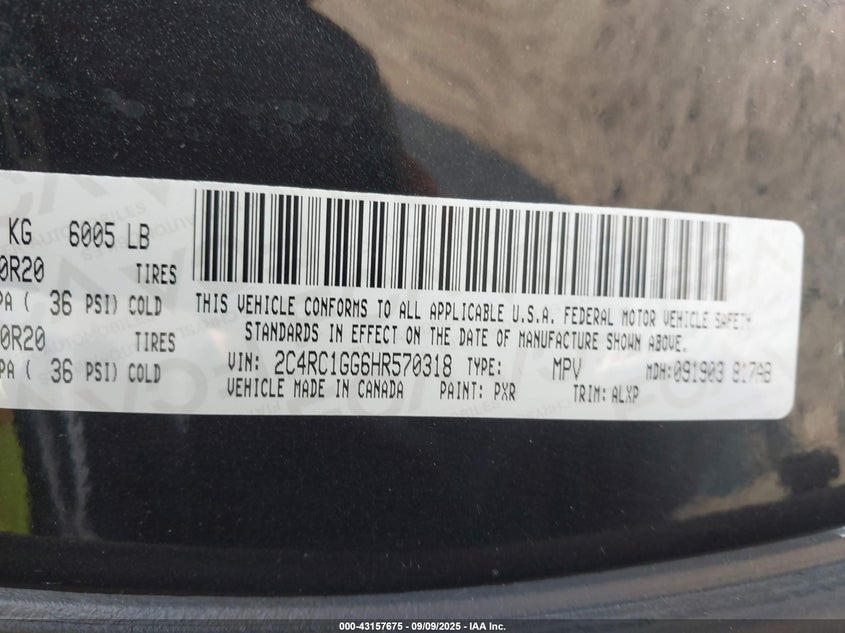 KG 6005 LB
0R20 TIRES
PA ( 36 PSI) COLD
0R20 TIRES
PA ( 36 PSI) COLD
THIS VEHICLE CONFORMS TO ALL APPLICABLE U.S.A. FEDERAL MOTOR VEHICLE SAFETY
STANDARDS IN EFFECT ON THE DATE OF MANUFACTURE SHOWN ABOVE.
VIN: 2C4RC1GG6HR570318 TYPE: MPV MDH: 091903 817AB
VEHICLE MADE IN CANADA PAINT: PXR TRIM: ALXP
000-43157675 | 09/09/2025 - IAA Inc.